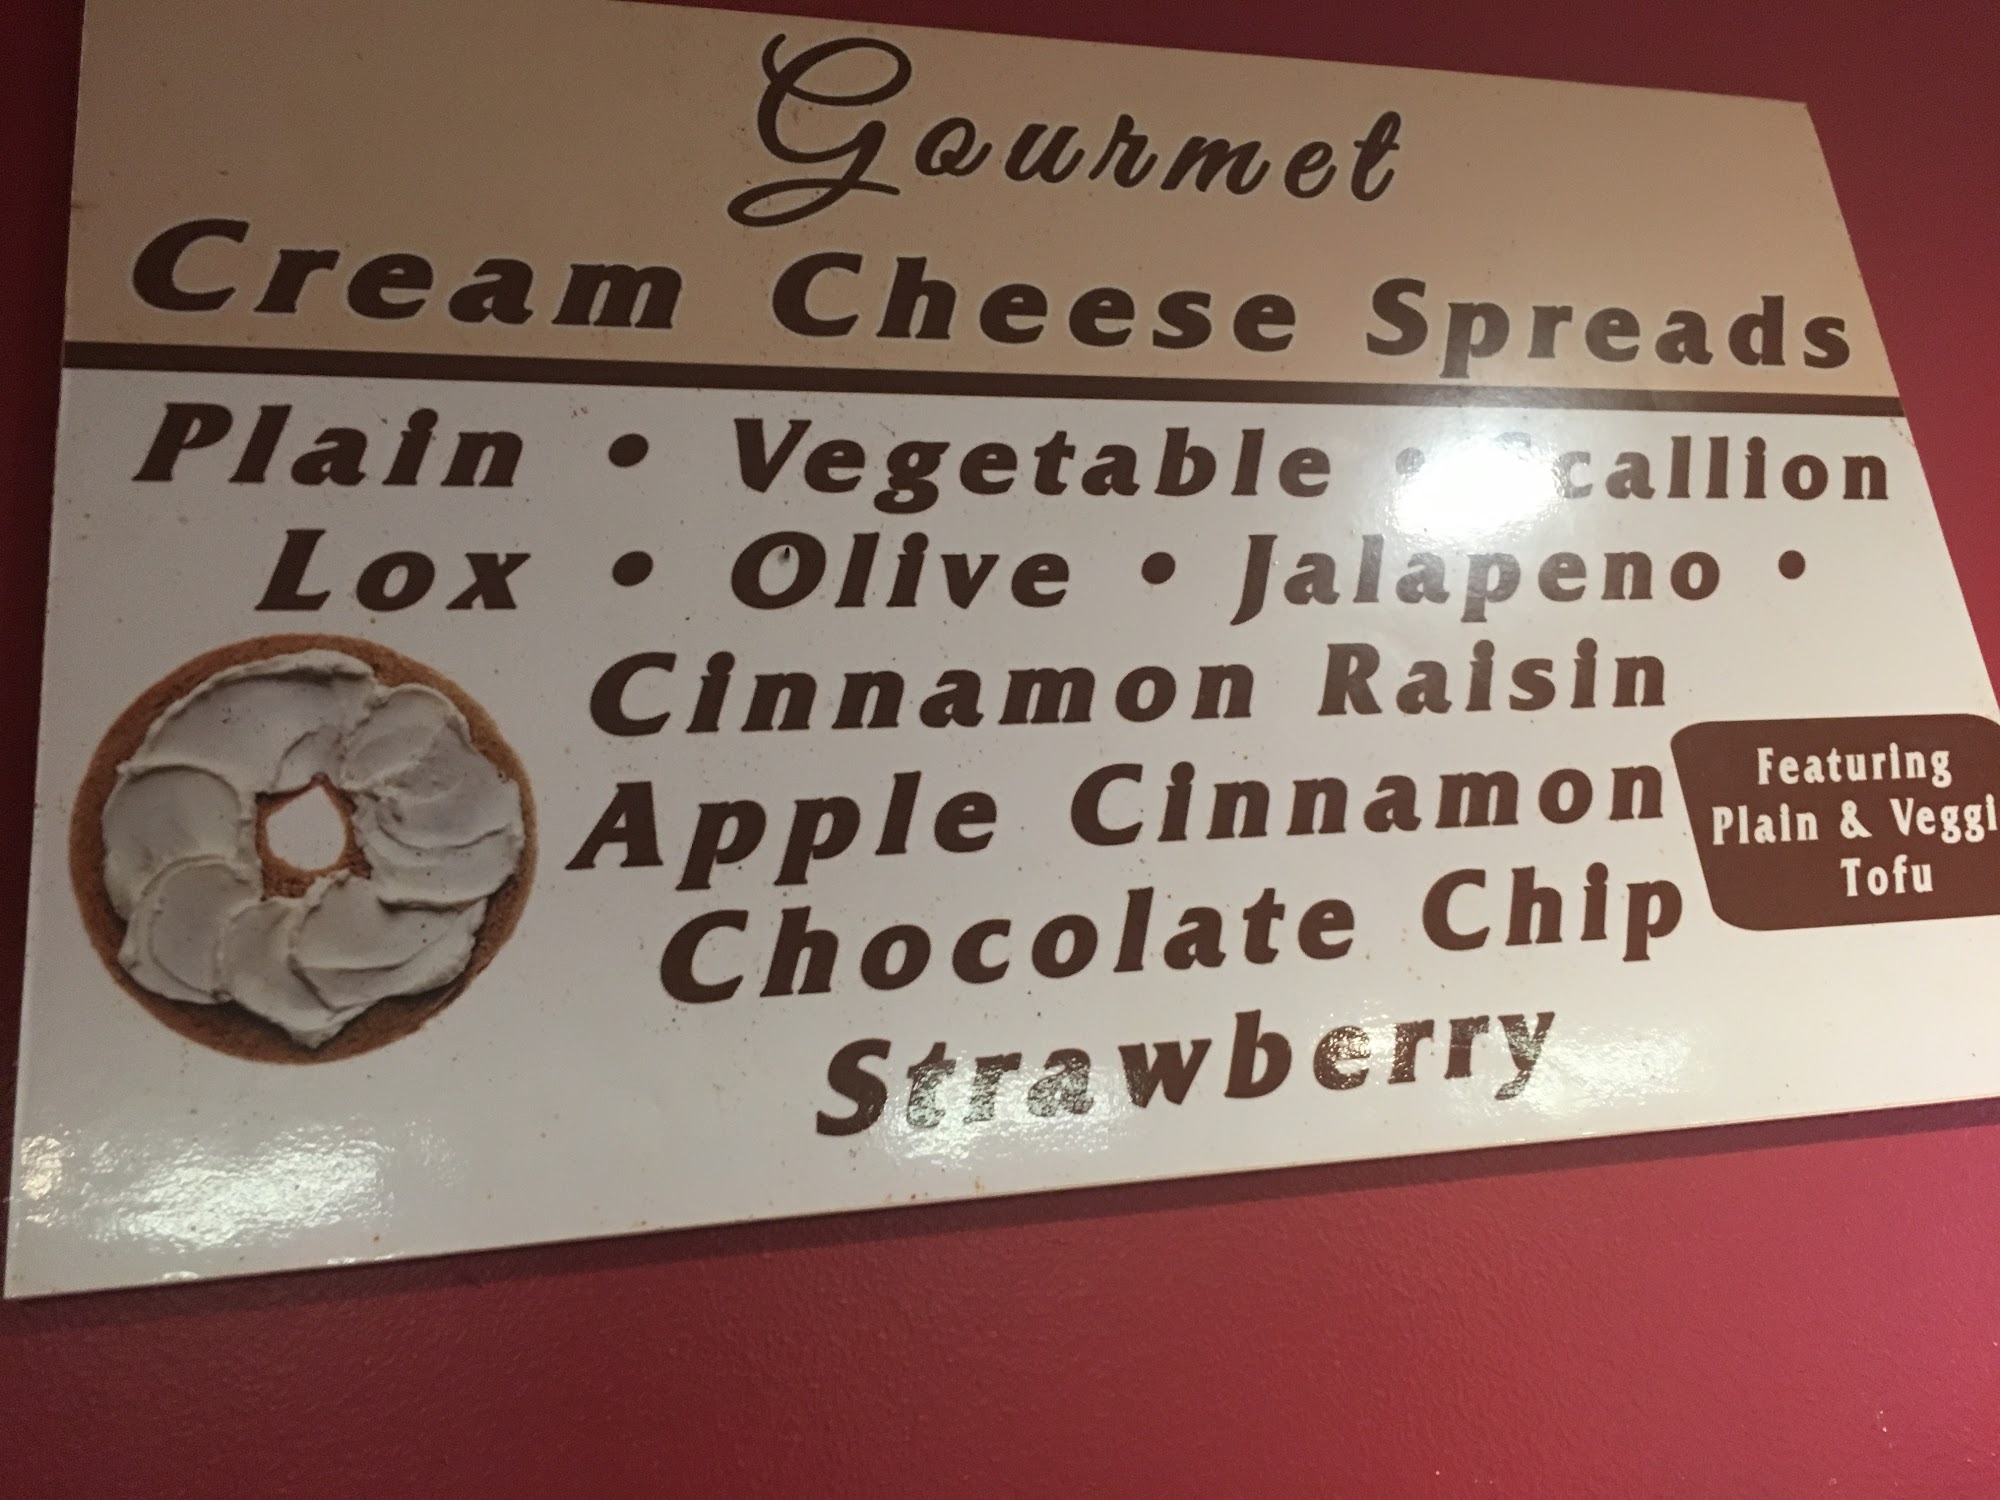 Gourmet
Cream Cheese Spreads
Plain • Vegetable • Scallion
Lox • Olive • Jalapeno •
Cinnamon Raisin
Apple Cinnamon
Chocolate Chip
Strawberry
Featuring
Plain & Veggi
Tofu